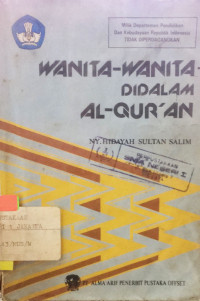 Milik Departemen Pendidikan
Dan Kebudayaan Republik Indonesia
TIDAK DIPERDAGANGKAN
WANITA-WANITA
DIDALAM
AL-QUR'AN
NY. HIDAYAH SULTAN SALIM
PT. ALMA'ARIF PENERBIT PUSTAKA OFFSET